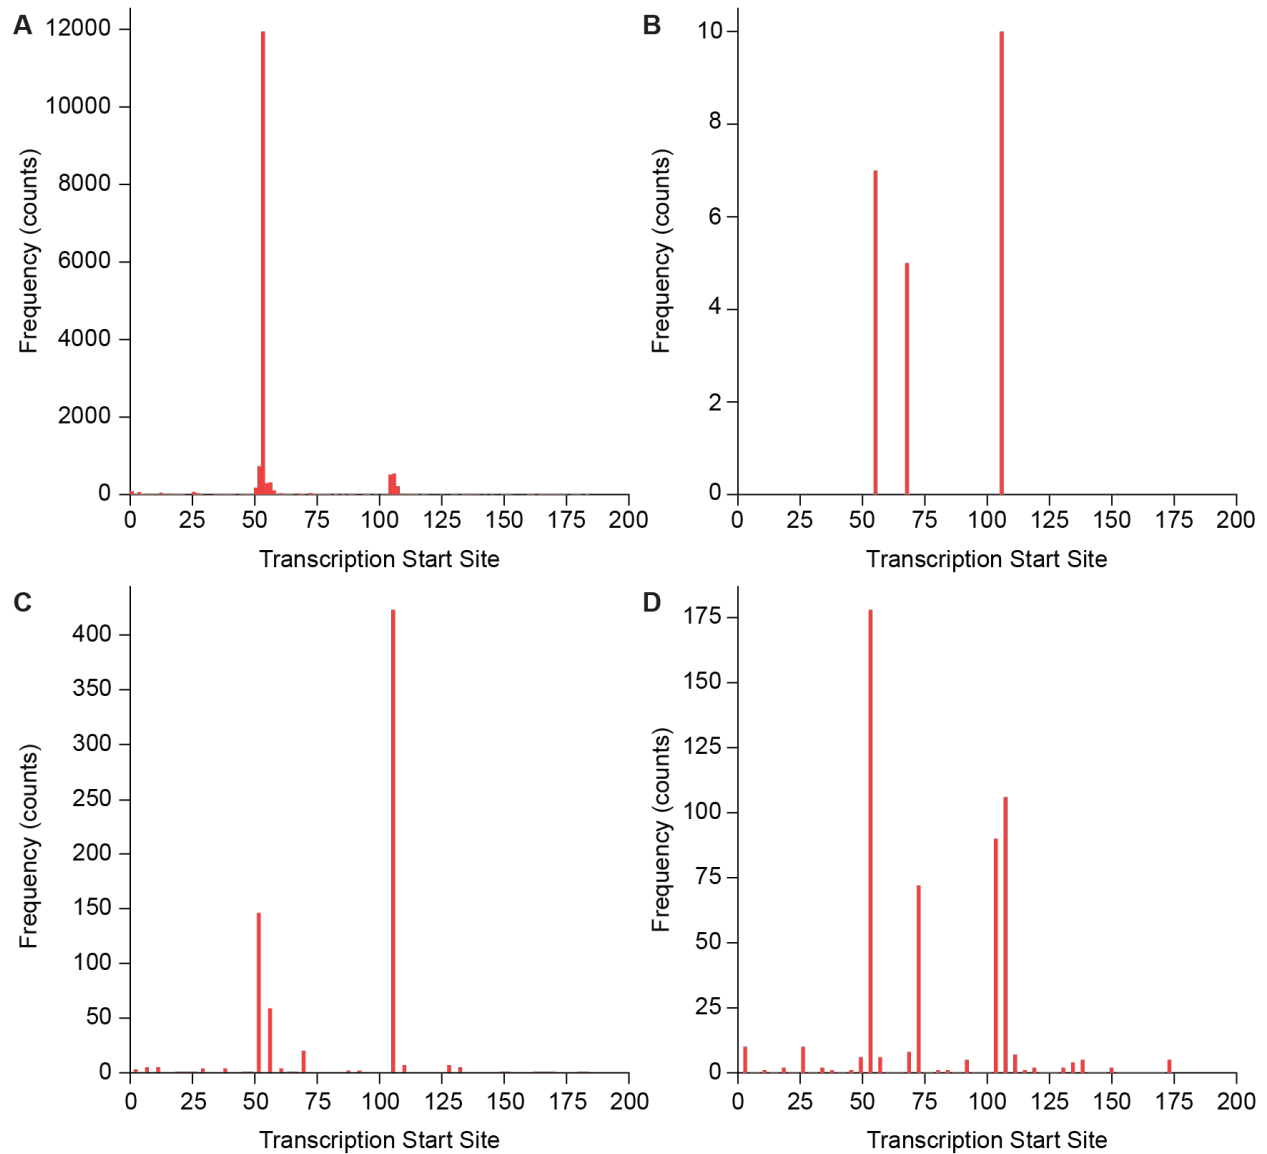 A
12000
10000
8000
6000
4000
2000
0
Frequency (counts)
0 25 50 75 100 125 150 175 200
Transcription Start Site
B
10
8
6
4
2
0
Frequency (counts)
0 25 50 75 100 125 150 175 200
Transcription Start Site
C
400
350
300
250
200
150
100
50
0
Frequency (counts)
0 25 50 75 100 125 150 175 200
Transcription Start Site
D
175
150
125
100
75
50
25
0
Frequency (counts)
0 25 50 75 100 125 150 175 200
Transcription Start Site